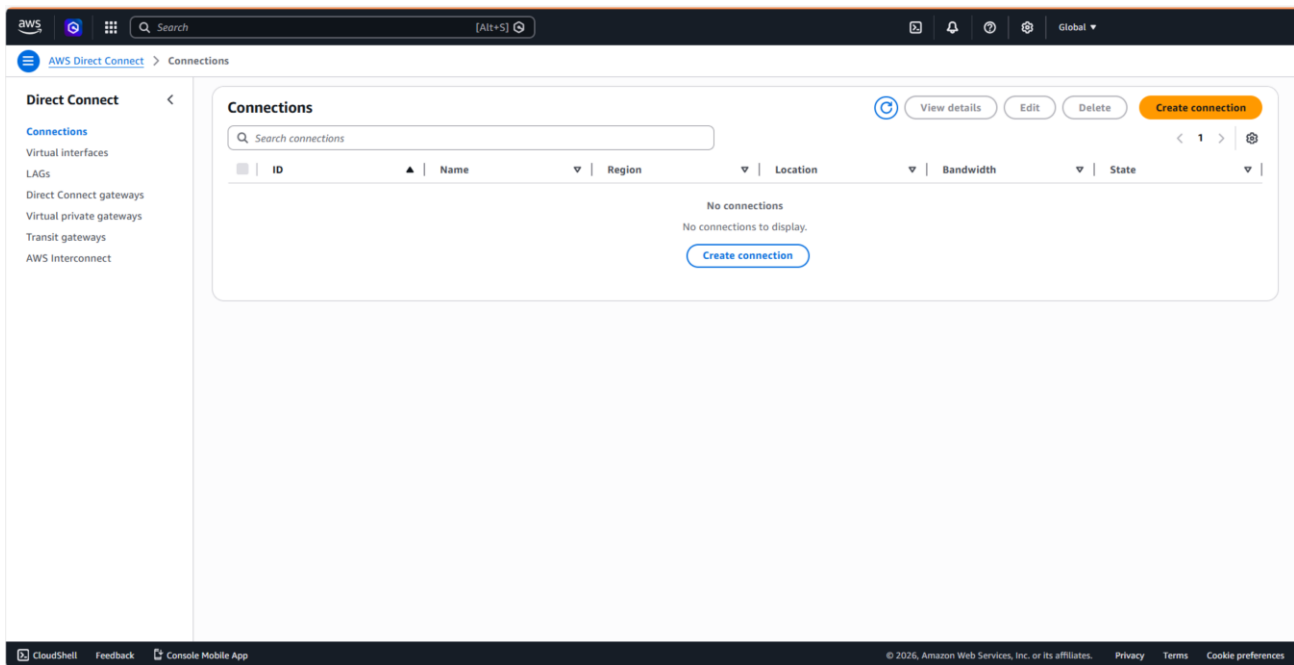 aws
Search [Alt+S]
Global
AWS Direct Connect > Connections
Direct Connect
Connections
Virtual interfaces
LAGs
Direct Connect gateways
Virtual private gateways
Transit gateways
AWS Interconnect
Connections
View details Edit Delete Create connection
Search connections
1
ID Name Region Location Bandwidth State
No connections
No connections to display.
Create connection
CloudShell Feedback Console Mobile App © 2026, Amazon Web Services, Inc. or its affiliates. Privacy Terms Cookie preferences